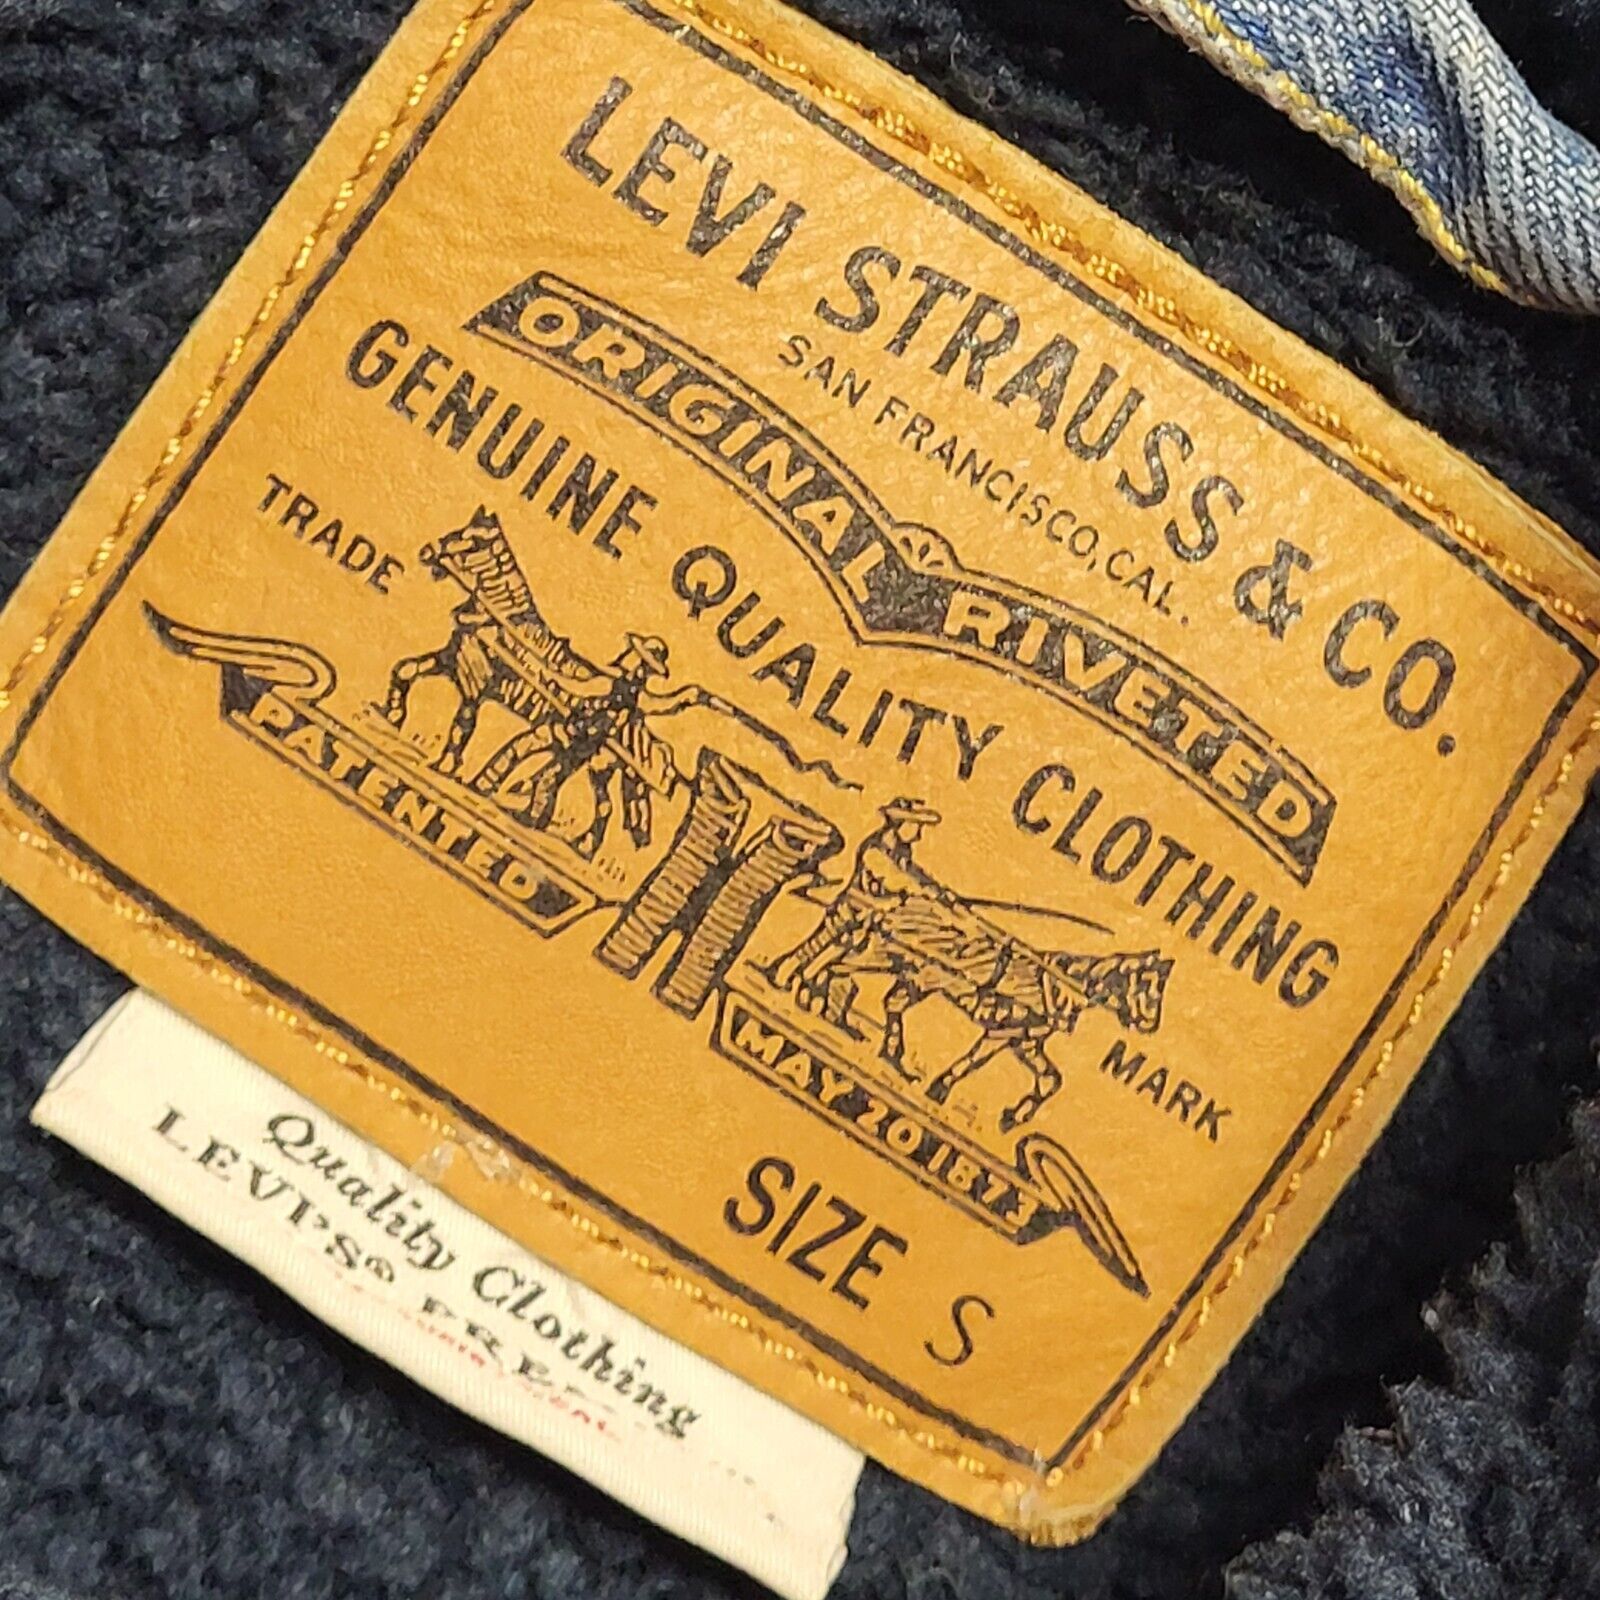 LEVI STRAUSS & CO.
SAN FRANCISCO, CAL.
ORIGINAL RIVETED
GENUINE QUALITY CLOTHING
TRADE MARK
PATENTED
MAY 20 1873
SIZE S
Quality Clothing
LEVI'S®